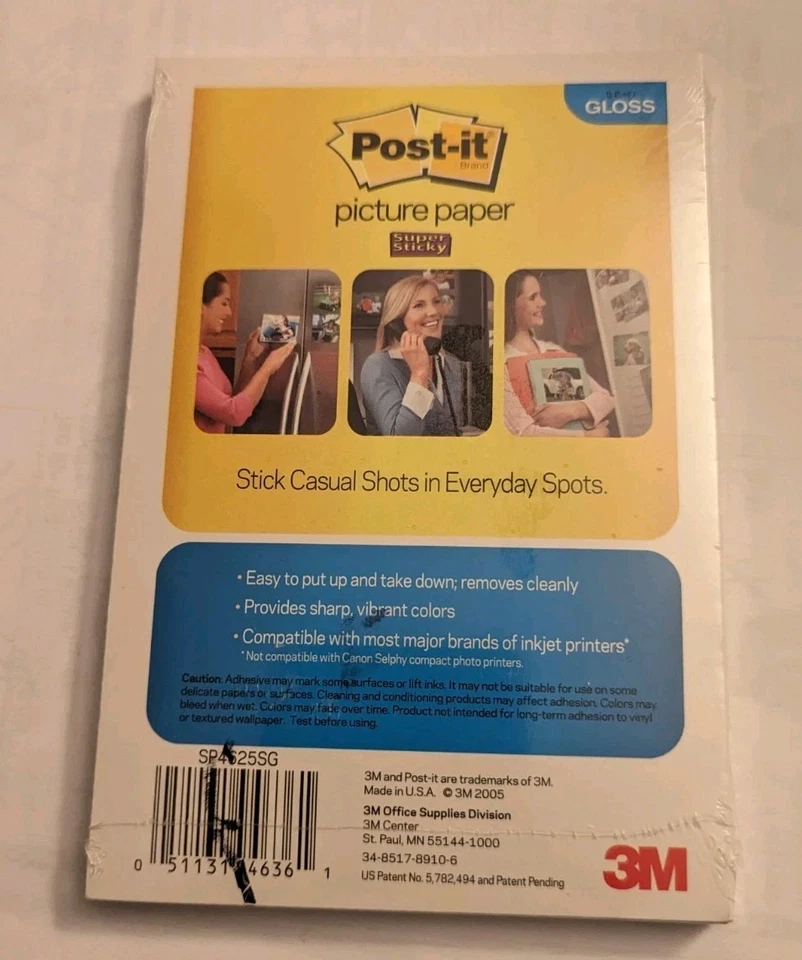 GLOSS
Post-it
Brand
picture paper
Super
Sticky
Stick Casual Shots in Everyday Spots.
• Easy to put up and take down; removes cleanly
• Provides sharp, vibrant colors
• Compatible with most major brands of inkjet printers*
*Not compatible with Canon Selphy compact photo printers.
Caution: Adhesive may mark some surfaces or lift inks. It may not be suitable for use on some
delicate papers or surfaces. Cleaning and conditioning products may affect adhesion. Colors may
bleed when wet. Colors may fade over time. Product not intended for long-term adhesion to vinyl
or textured wallpaper. Test before using.
SP4625SG
3M and Post-it are trademarks of 3M.
Made in U.S.A. © 3M 2005
3M Office Supplies Division
3M Center
St. Paul, MN 55144-1000
34-8517-8910-6
US Patent No. 5,782,494 and Patent Pending
3M
0 51131 4636 1